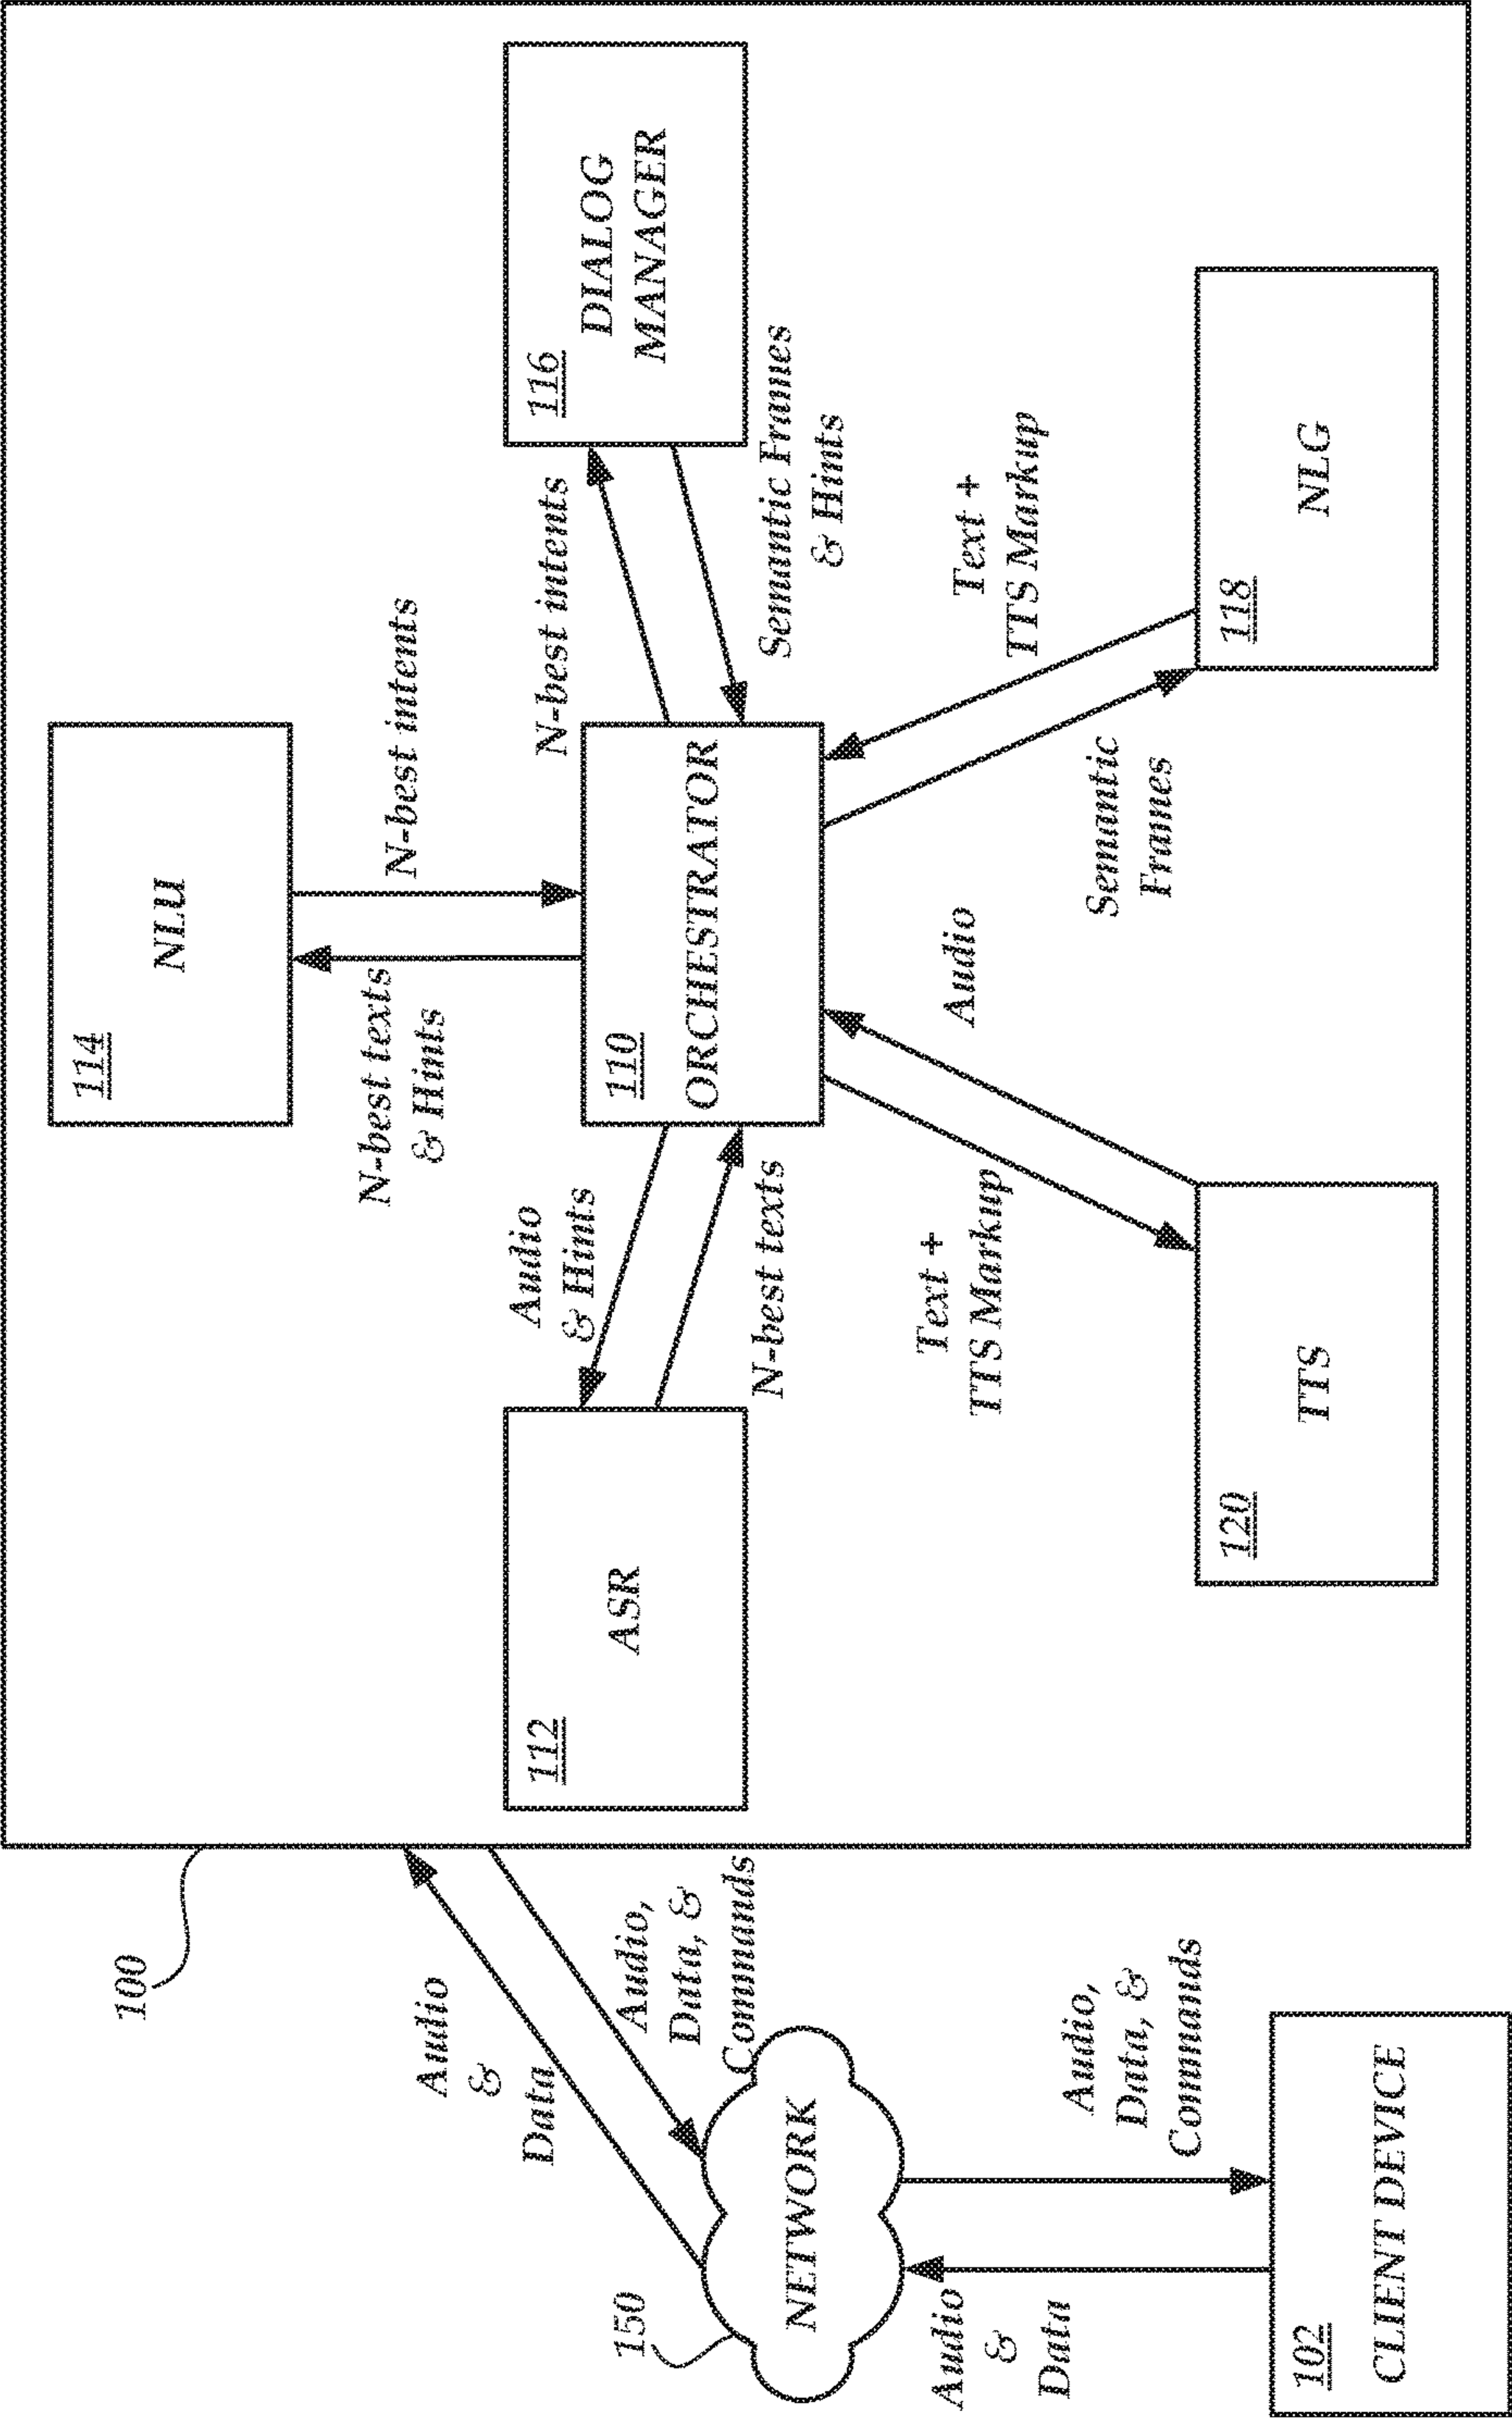 114
NLU
N-best texts
& Hints
N-best intents
100
112
ASR
Audio
& Hints
N-best texts
110
ORCHESTRATOR
N-best intents
116
DIALOG
MANAGER
Semantic Frames
& Hints
Audio
&
Data
Audio,
Data, &
Commands
150
NETWORK
Text +
TTS Markup
Audio
Semantic
Frames
Text +
TTS Markup
Audio
&
Data
Audio,
Data, &
Commands
120
TTS
118
NLG
102
CLIENT DEVICE